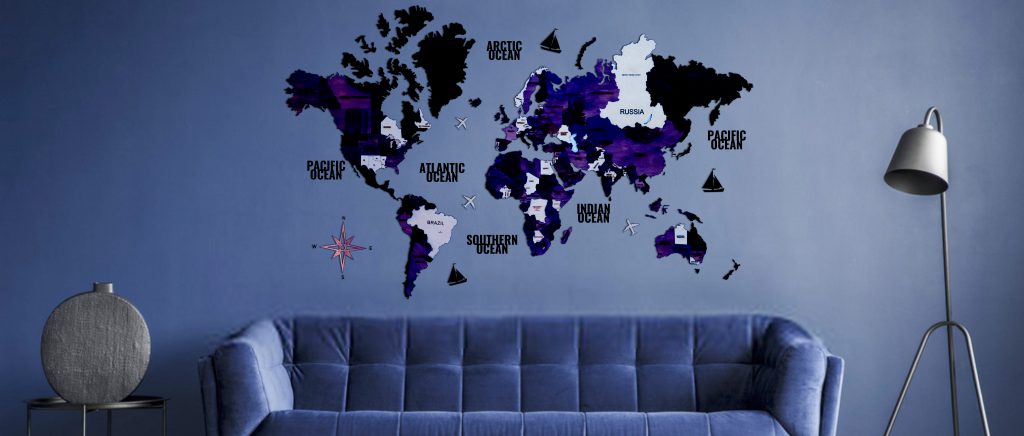 ARCTIC
OCEAN
RUSSIA
PACIFIC
OCEAN
PACIFIC
OCEAN
ATLANTIC
OCEAN
INDIAN
OCEAN
BRAZIL
SOUTHERN
OCEAN
N
W
E
S